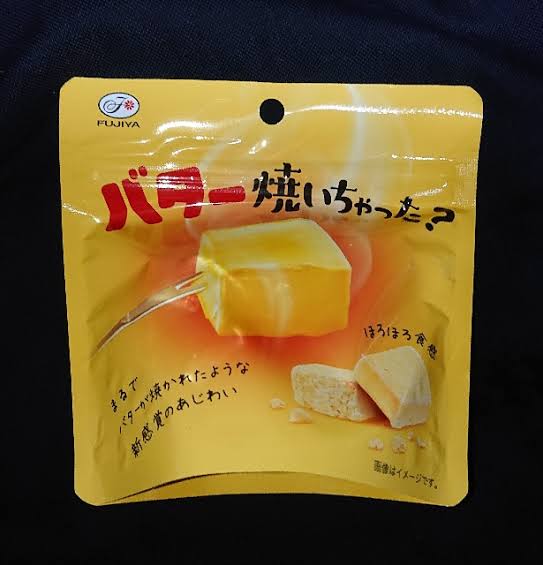 FUJIYA
バター焼いちゃった?
ほろほろ食感
まるで
バターが焼かれたような
新感覚のあじわい
画像はイメージです。